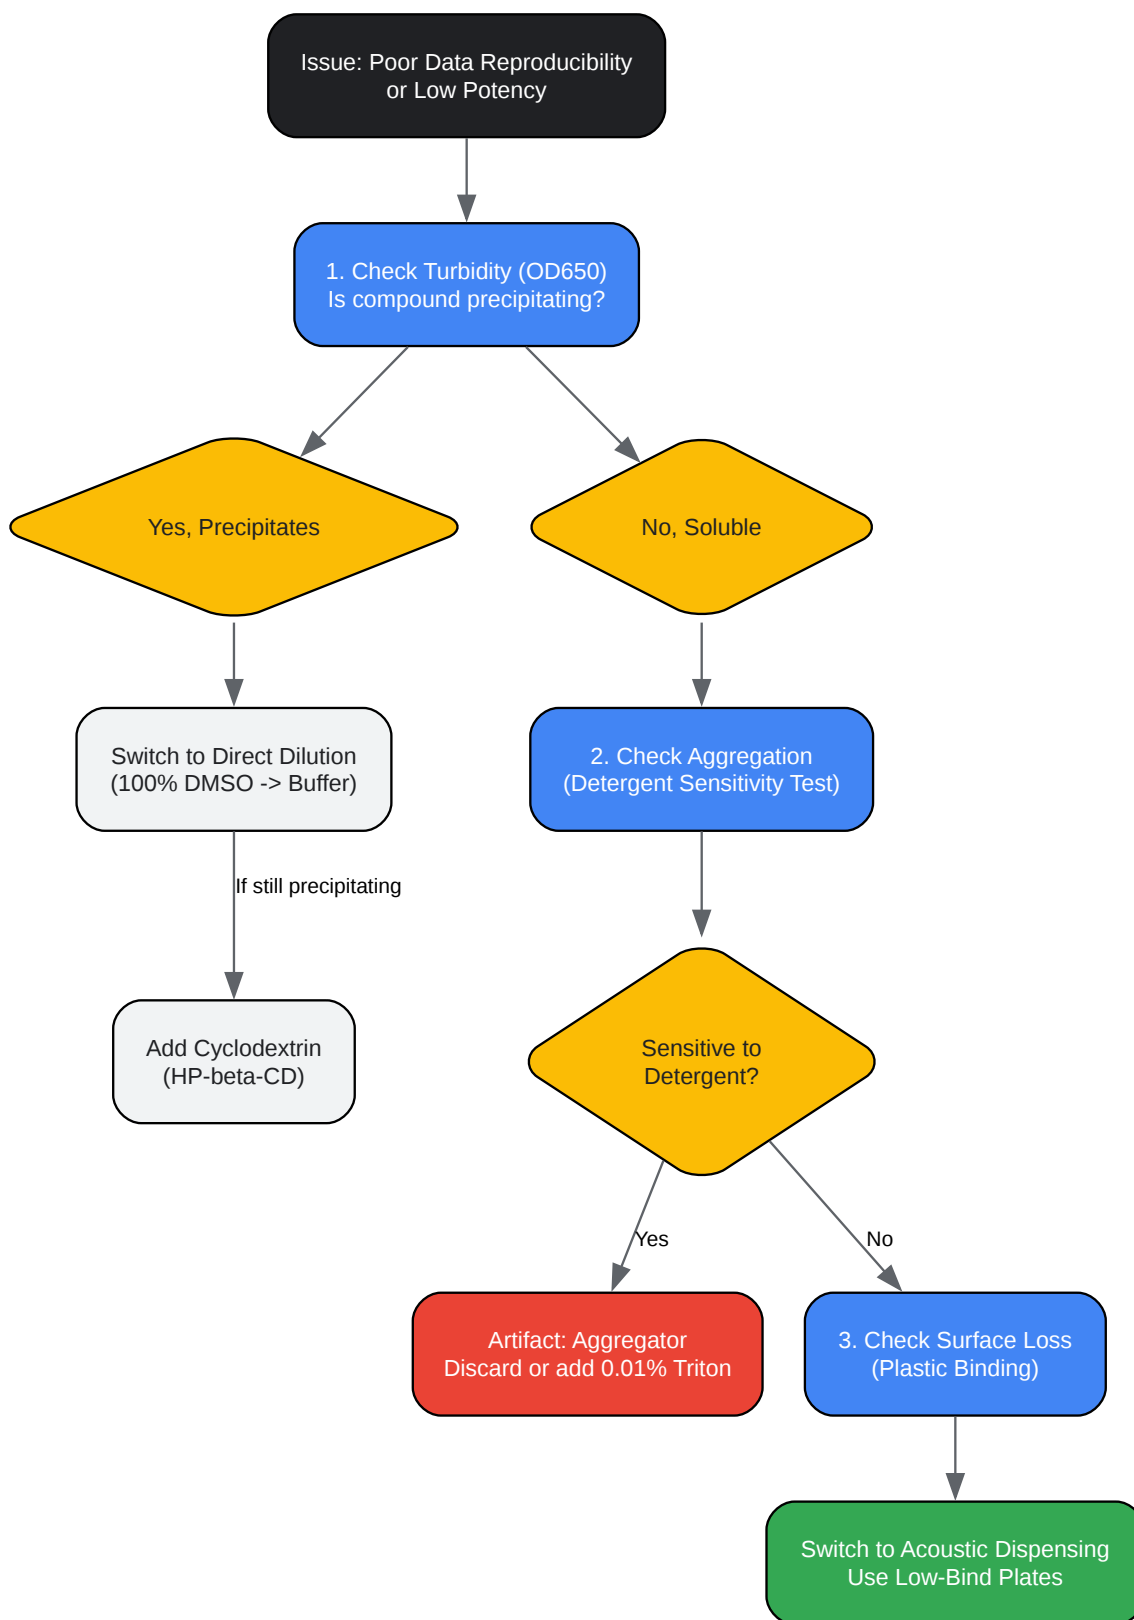 Issue: Poor Data Reproducibility
or Low Potency
1. Check Turbidity (OD650)
Is compound precipitating?
Yes, Precipitates
No, Soluble
Switch to Direct Dilution
(100% DMSO -> Buffer)
2. Check Aggregation
(Detergent Sensitivity Test)
If still precipitating
Add Cyclodextrin
(HP-beta-CD)
Sensitive to
Detergent?
Yes
No
Artifact: Aggregator
Discard or add 0.01% Triton
3. Check Surface Loss
(Plastic Binding)
Switch to Acoustic Dispensing
Use Low-Bind Plates